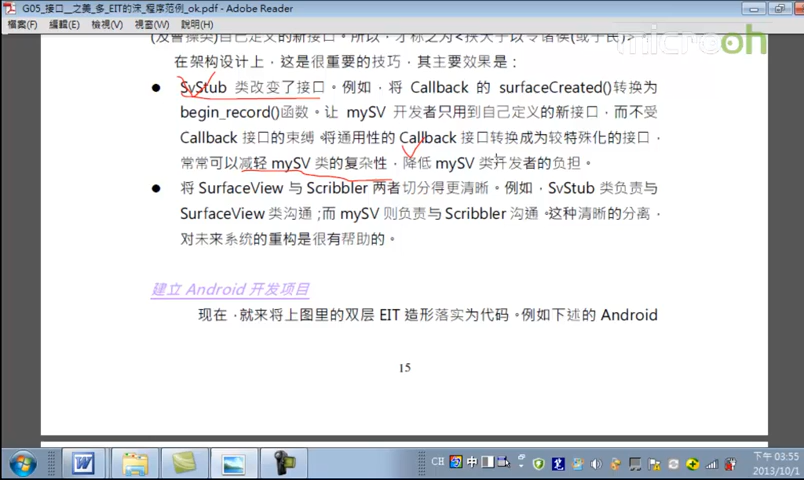 G05_接口__之美_多_EIT的床_程序范例_ok.pdf - Adobe Reader
檔案(F) 編輯(E) 檢視(V) 視窗(W) 說明(H)
microoh
在架构设计上，这是很重要的技巧，其主要效果是：
● SvStub 类改变了接口。例如，将 Callback 的 surfaceCreated()转换为
begin_record()函数。让 mySV 开发者只用到自己定义的新接口，而不受
Callback 接口的束缚。将通用性的 Callback 接口转换成为较特殊化的接口，
常常可以减轻 mySV 类的复杂性，降低 mySV 类开发者的负担。
● 将 SurfaceView 与 Scribbler 两者切分得更清晰。例如，SvStub 类负责与
SurfaceView 类沟通;而 mySV 则负责与 Scribbler 沟通。这种清晰的分离，
对未来系统的重构是很有帮助的。
建立 Android 开发项目
现在，就来将上图里的双层 EIT 造形落实为代码。例如下述的 Android
15
CH 中
下午 03:55
2013/10/1